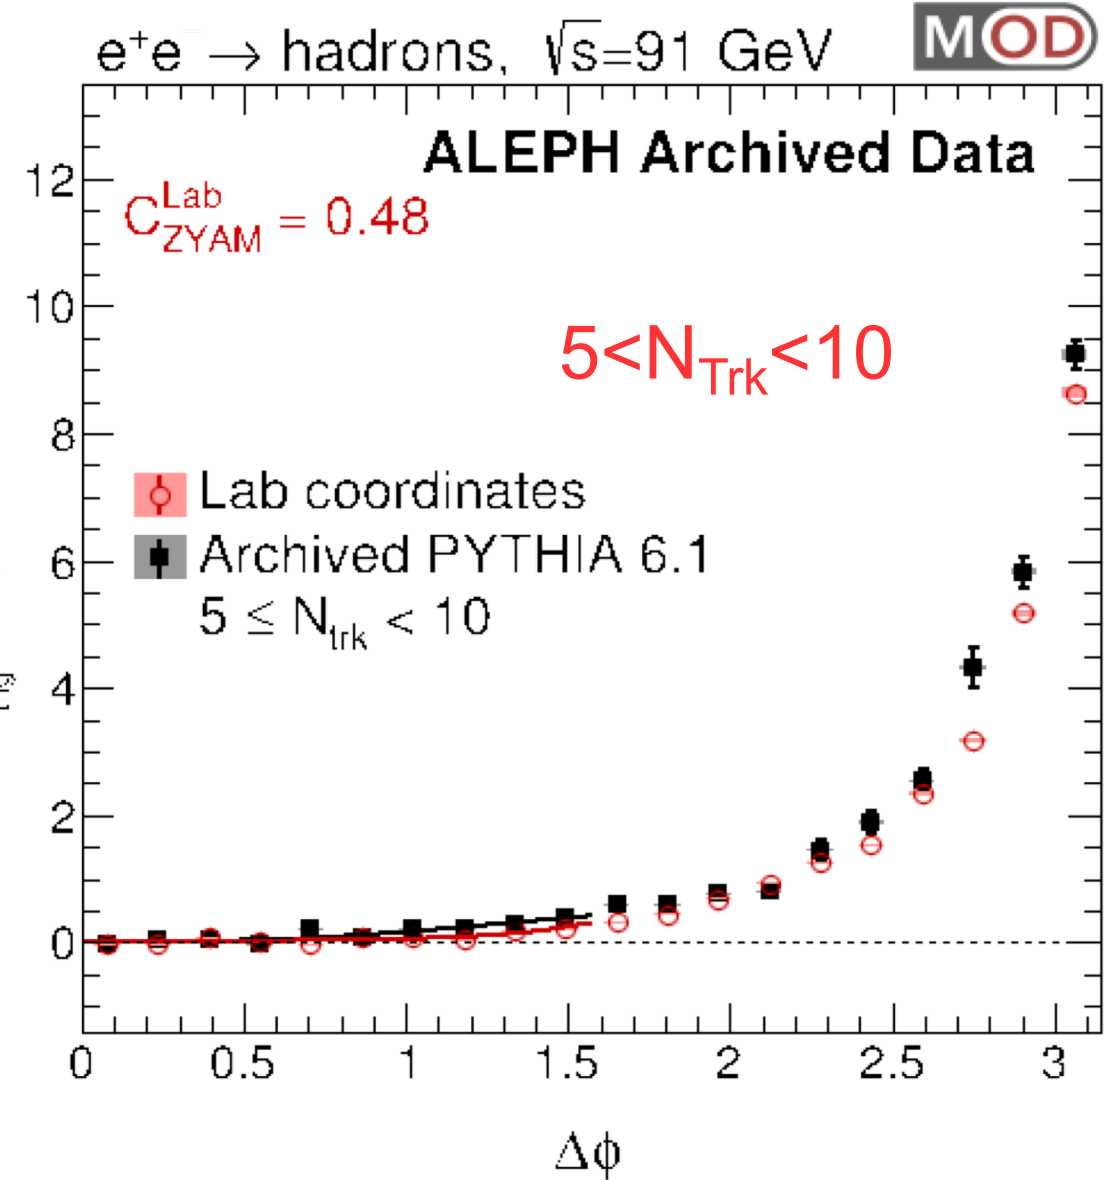 e⁺e⁻ → hadrons, √s=91 GeV
MOD
ALEPH Archived Data
C^Lab_ZYAM = 0.48
5<N_Trk<10
Lab coordinates
Archived PYTHIA 6.1
5 ≤ N_trk < 10
12
10
8
6
4
2
0
0 0.5 1 1.5 2 2.5 3
Δϕ